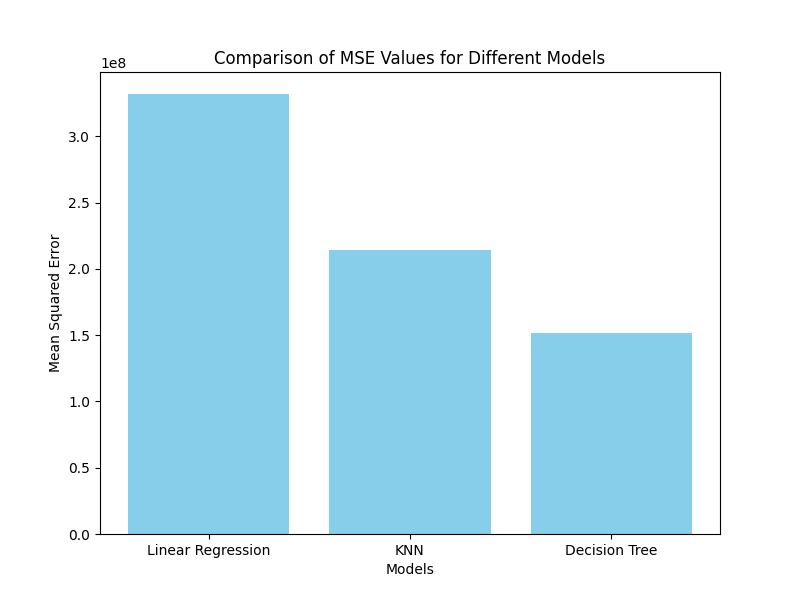 Comparison of MSE Values for Different Models
1e8
3.0
2.5
2.0
1.5
1.0
0.5
0.0
Mean Squared Error
Linear Regression
KNN
Decision Tree
Models